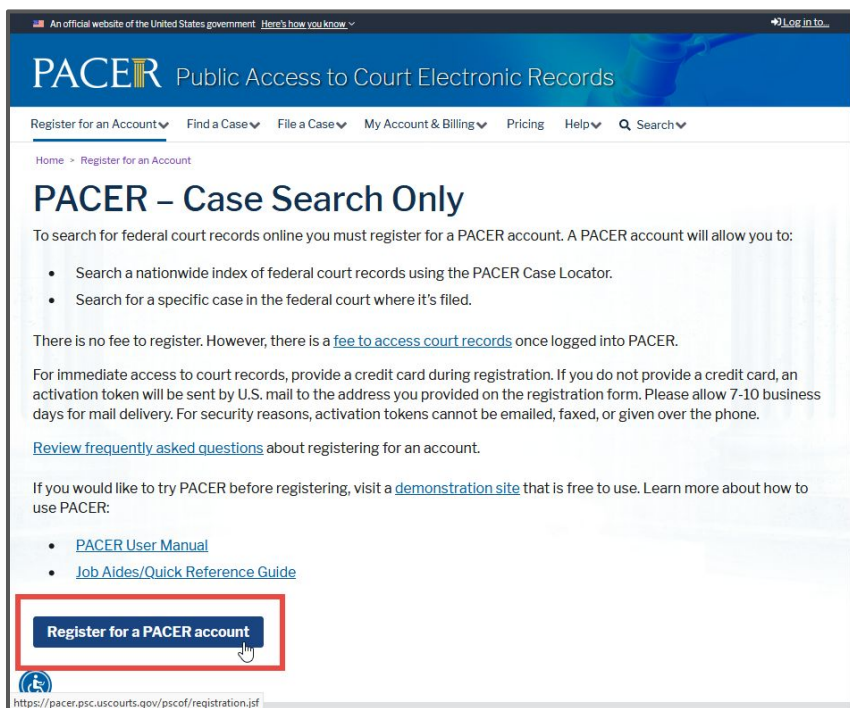 An official website of the United States government Here's how you know
Log in to...
PACER Public Access to Court Electronic Records
Register for an Account Find a Case File a Case My Account & Billing Pricing Help Search
Home > Register for an Account
PACER – Case Search Only
To search for federal court records online you must register for a PACER account. A PACER account will allow you to:
• Search a nationwide index of federal court records using the PACER Case Locator.
• Search for a specific case in the federal court where it's filed.
There is no fee to register. However, there is a fee to access court records once logged into PACER.
For immediate access to court records, provide a credit card during registration. If you do not provide a credit card, an
activation token will be sent by U.S. mail to the address you provided on the registration form. Please allow 7-10 business
days for mail delivery. For security reasons, activation tokens cannot be emailed, faxed, or given over the phone.
Review frequently asked questions about registering for an account.
If you would like to try PACER before registering, visit a demonstration site that is free to use. Learn more about how to
use PACER:
• PACER User Manual
• Job Aides/Quick Reference Guide
Register for a PACER account
https://pacer.psc.uscourts.gov/pscof/registration.jsf